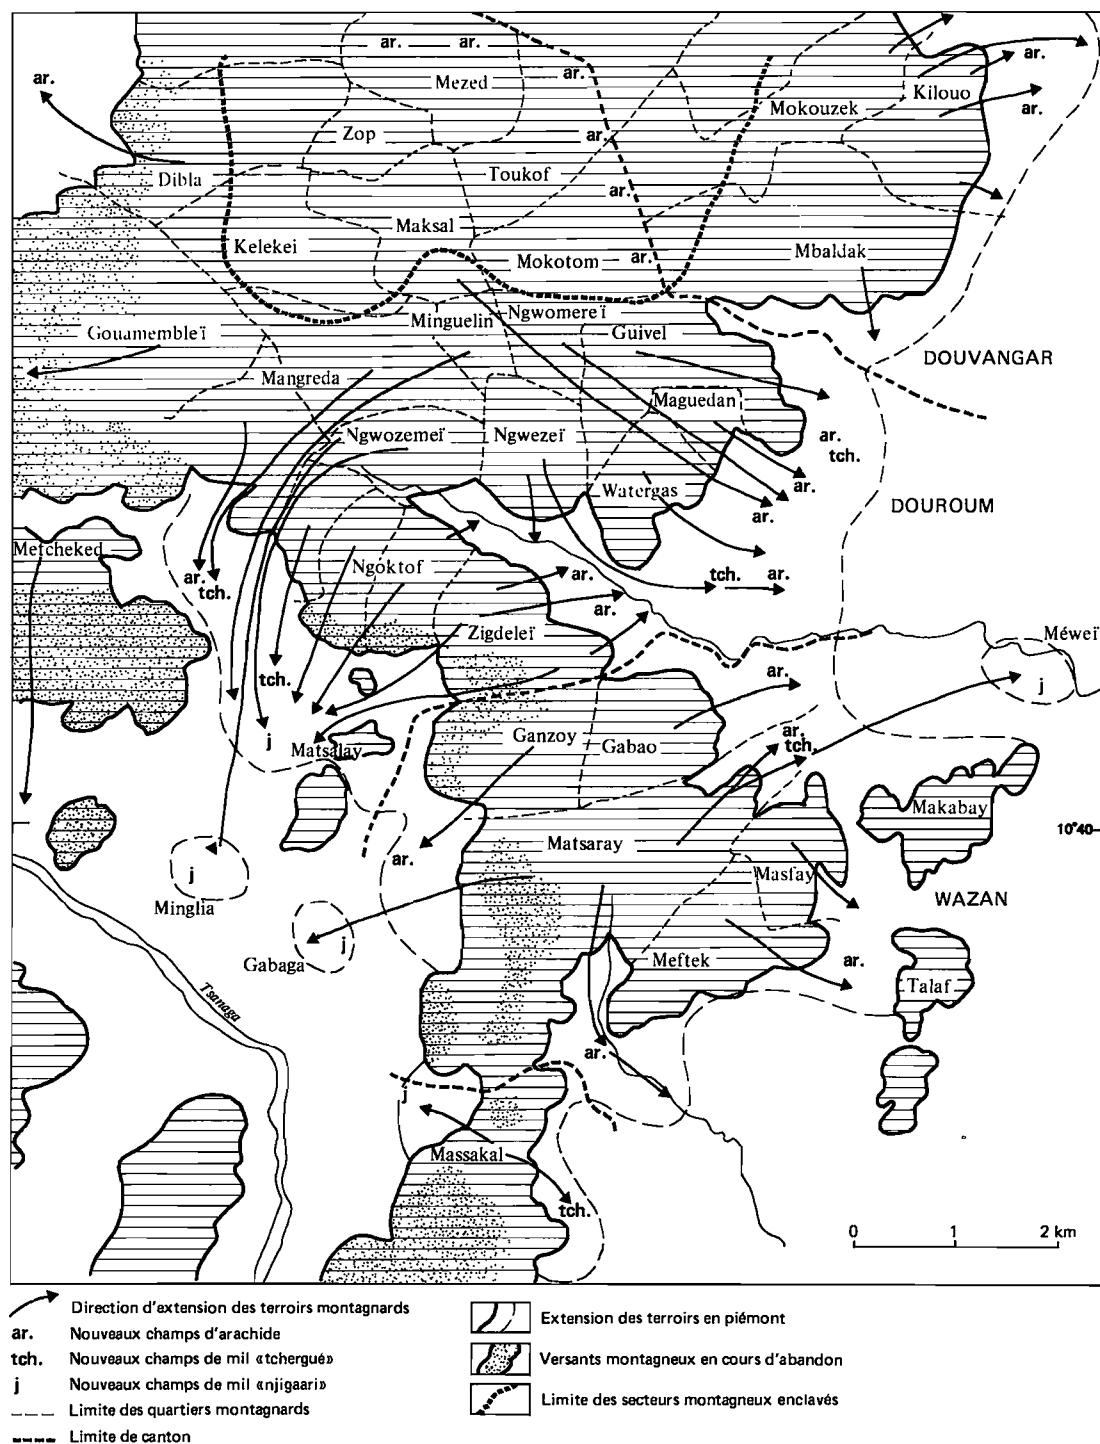 ar. ar.
ar.
ar.
ar.
Mezed
Kilouo
Mokouzek
ar.
Zop
ar.
Dibla
Toukof
ar.
Maksal
Kelekei
Mokotom
ar.
Mbaldak
Ngwomereï
Minguelin
Guivel
Gouamembleï
DOUVANGAR
Mangreda
Maguedan
Ngwozemeï
Ngwezeï
ar.
tch.
Watergas
ar.
DOUROUM
ar.
Metcheked
Ngoktof
ar.
tch.
ar.
tch.
ar.
ar.
Zigdeleï
Méweï
tch.
ar.
j
j
Matsalay
Ganzoy
Gabao
ar.
tch.
Makabay
10°40
Matsaray
ar.
j
Masfay
Minglia
WAZAN
j
Gabaga
Meftek
ar.
Talaf
Tsanaga
ar.
j
Massakal
tch.
0 1 2 km
Direction d'extension des terroirs montagnards
ar. Nouveaux champs d'arachide
tch. Nouveaux champs de mil «tchergué»
j Nouveaux champs de mil «njigaari»
Limite des quartiers montagnards
Limite de canton
Extension des terroirs en piémont
Versants montagneux en cours d'abandon
Limite des secteurs montagneux enclavés